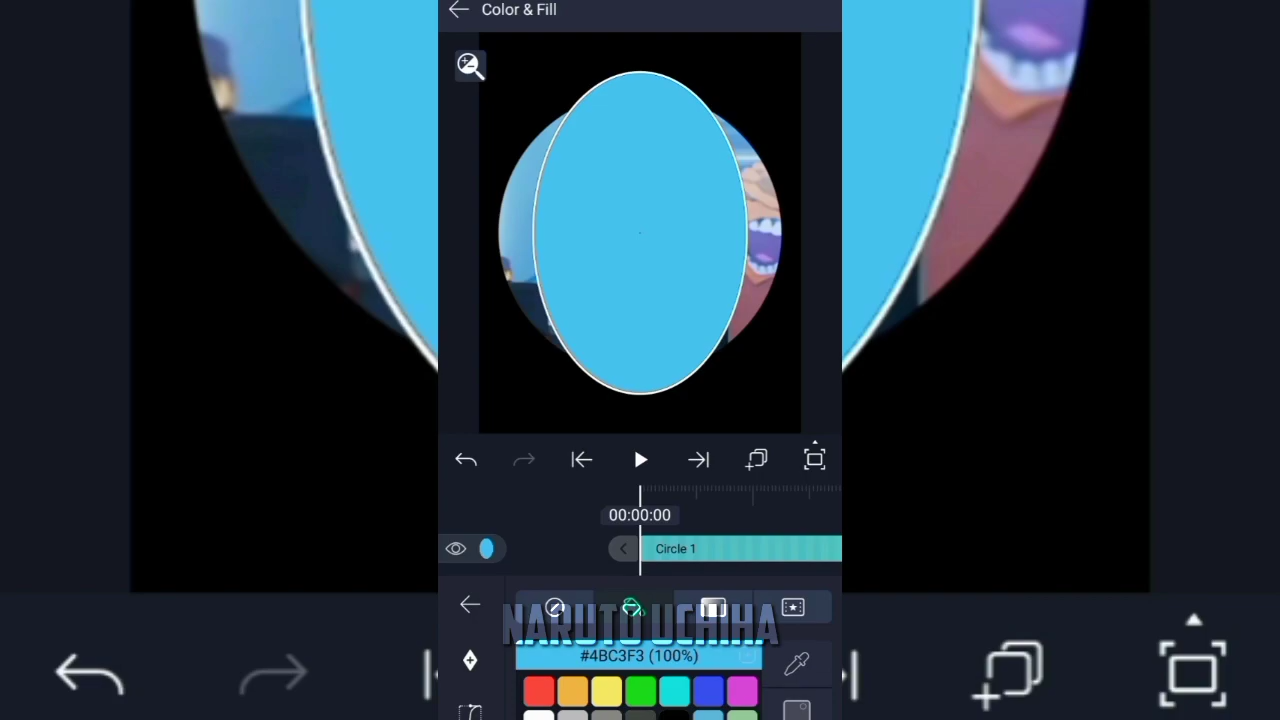 Color & Fill
00:00:00
Circle 1
NARUTO UCHIHA
#4BC3F3 (100%)